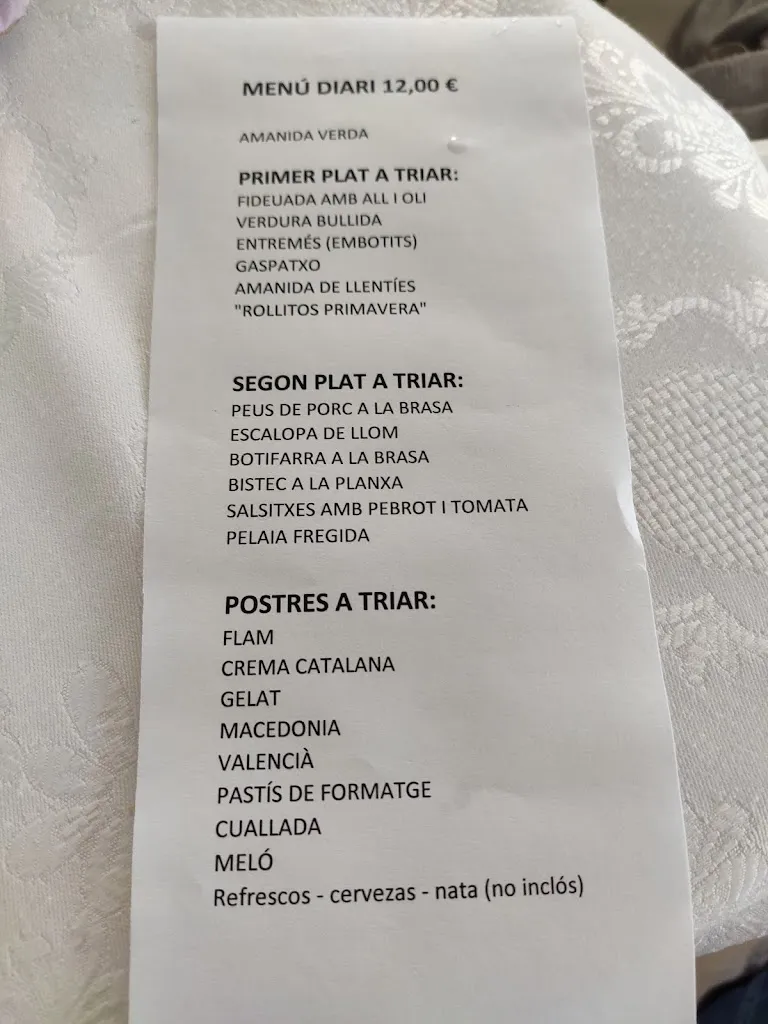 MENÚ DIARI 12,00 €
AMANIDA VERDA
PRIMER PLAT A TRIAR:
FIDEUADA AMB ALL I OLI
VERDURA BULLIDA
ENTREMÉS (EMBOTITS)
GASPATXO
AMANIDA DE LLENTÍES
"ROLLITOS PRIMAVERA"
SEGON PLAT A TRIAR:
PEUS DE PORC A LA BRASA
ESCALOPA DE LLOM
BOTIFARRA A LA BRASA
BISTEC A LA PLANXA
SALSITXES AMB PEBROT I TOMATA
PELAIA FREGIDA
POSTRES A TRIAR:
FLAM
CREMA CATALANA
GELAT
MACEDONIA
VALENCIÀ
PASTÍS DE FORMATGE
CUALLADA
MELÓ
Refrescos - cervezas - nata (no inclós)